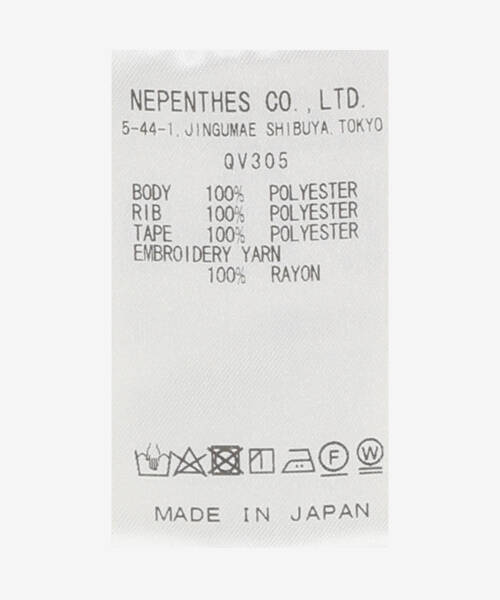 NEPENTHES CO., LTD.
5-44-1, JINGUMAE SHIBUYA, TOKYO
QV305
BODY 100% POLYESTER
RIB 100% POLYESTER
TAPE 100% POLYESTER
EMBROIDERY YARN
100% RAYON
F W
MADE IN JAPAN